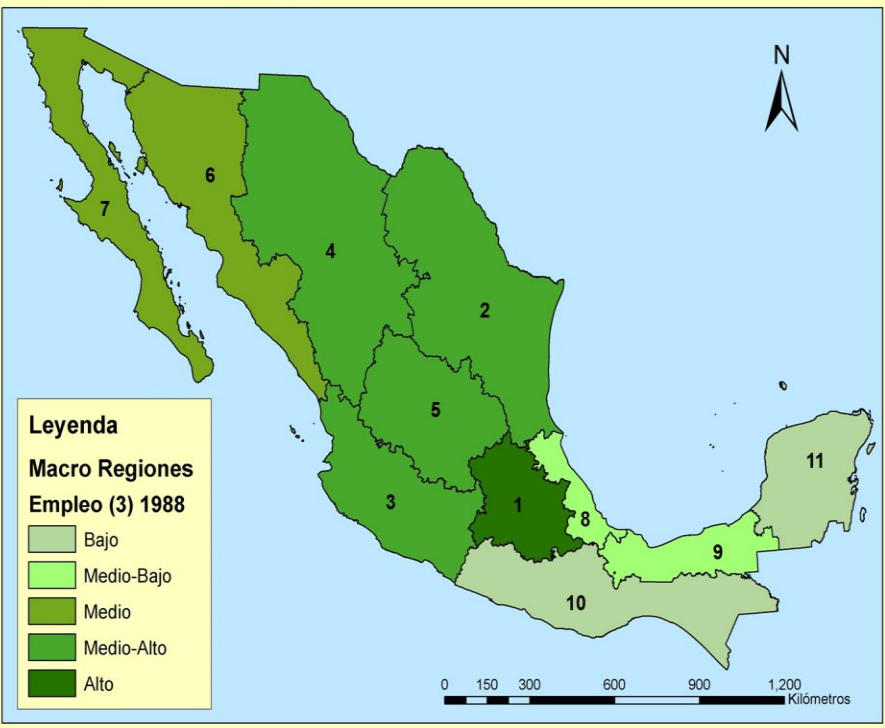 N
6
7
4
2
5
11
3
1
8
9
10
Leyenda
Macro Regiones
Empleo (3) 1988
Bajo
Medio-Bajo
Medio
Medio-Alto
Alto
0 150 300 600 900 1,200
Kilómetros